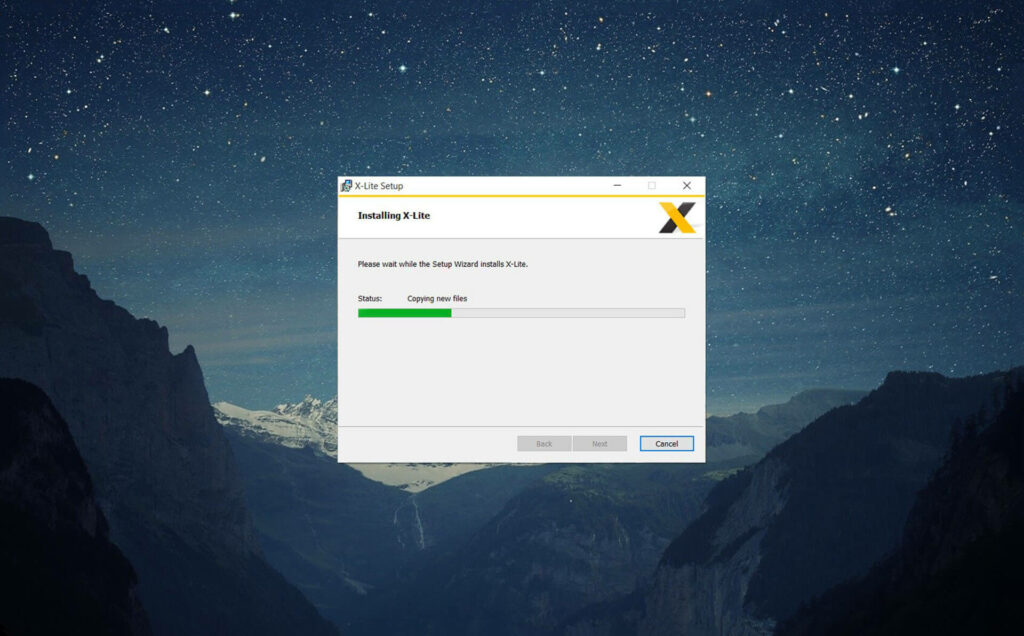 X-Lite Setup
Installing X-Lite
Please wait while the Setup Wizard installs X-Lite.
Status: Copying new files
Back Next Cancel